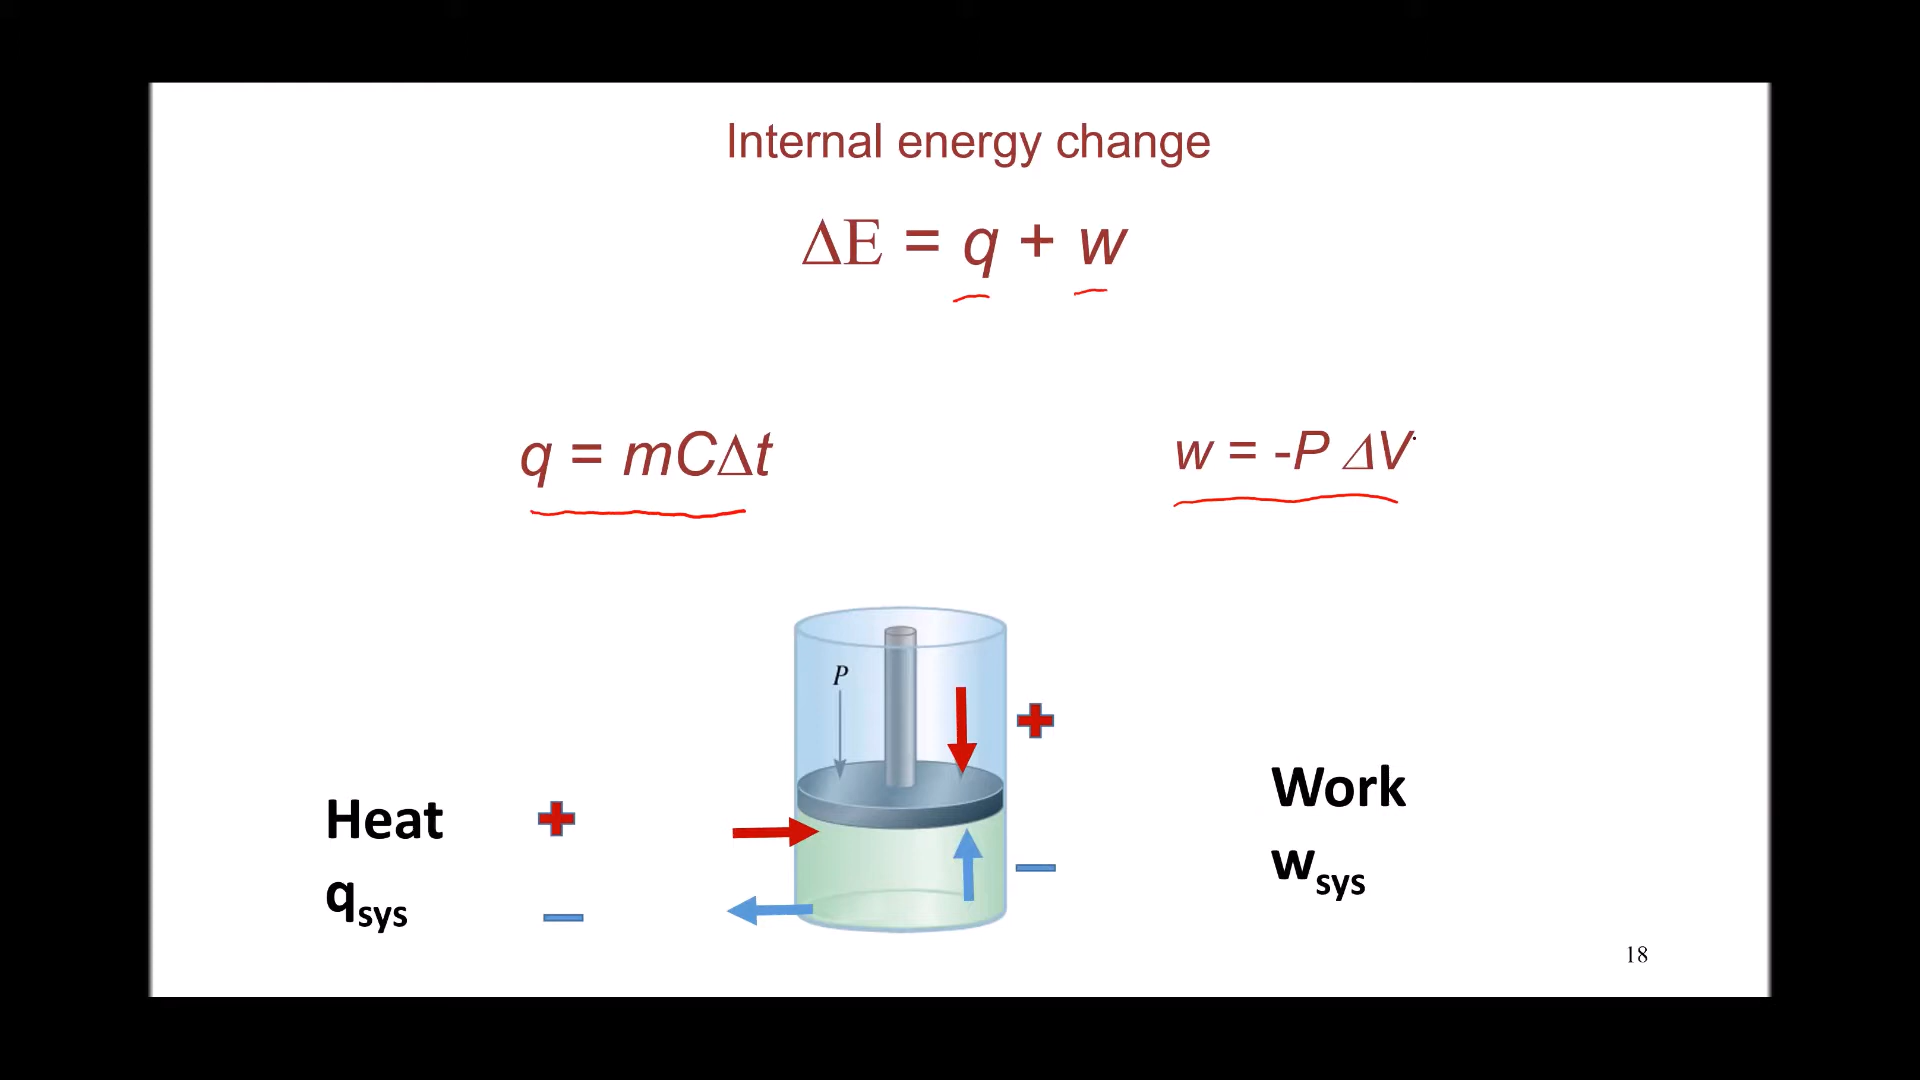 Internal energy change
ΔE = q + w
q = mCΔt
w = -P ΔV
P
Heat
q_sys
Work
w_sys
18